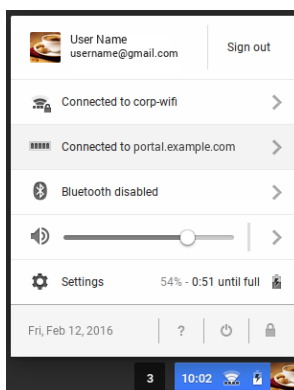 User Name
username@gmail.com
Sign out
Connected to corp-wifi
Connected to portal.example.com
Bluetooth disabled
Settings
54% - 0:51 until full
Fri, Feb 12, 2016
?
3
10:02